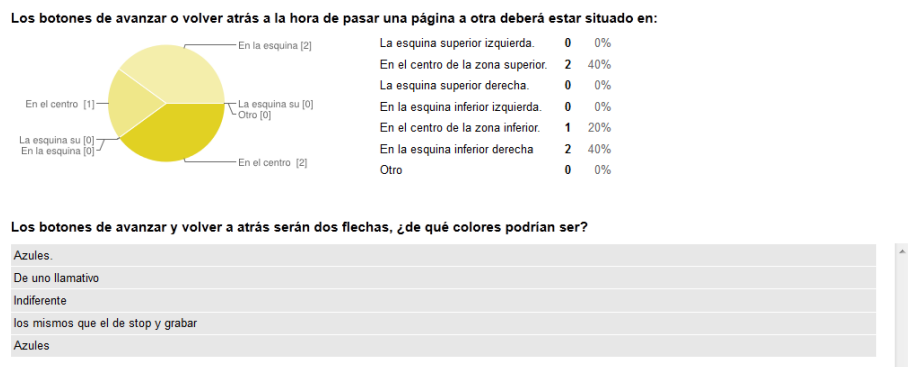 Los botones de avanzar o volver atrás a la hora de pasar una página a otra deberá estar situado en:
En la esquina [2]
En el centro [1]
La esquina su [0]
Otro [0]
La esquina su [0]
En la esquina [0]
En el centro [2]
La esquina superior izquierda. 0 0%
En el centro de la zona superior. 2 40%
La esquina superior derecha. 0 0%
En la esquina inferior izquierda. 0 0%
En el centro de la zona inferior. 1 20%
En la esquina inferior derecha 2 40%
Otro 0 0%
Los botones de avanzar y volver a atrás serán dos flechas, ¿de qué colores podrían ser?
Azules.
De uno llamativo
Indiferente
los mismos que el de stop y grabar
Azules